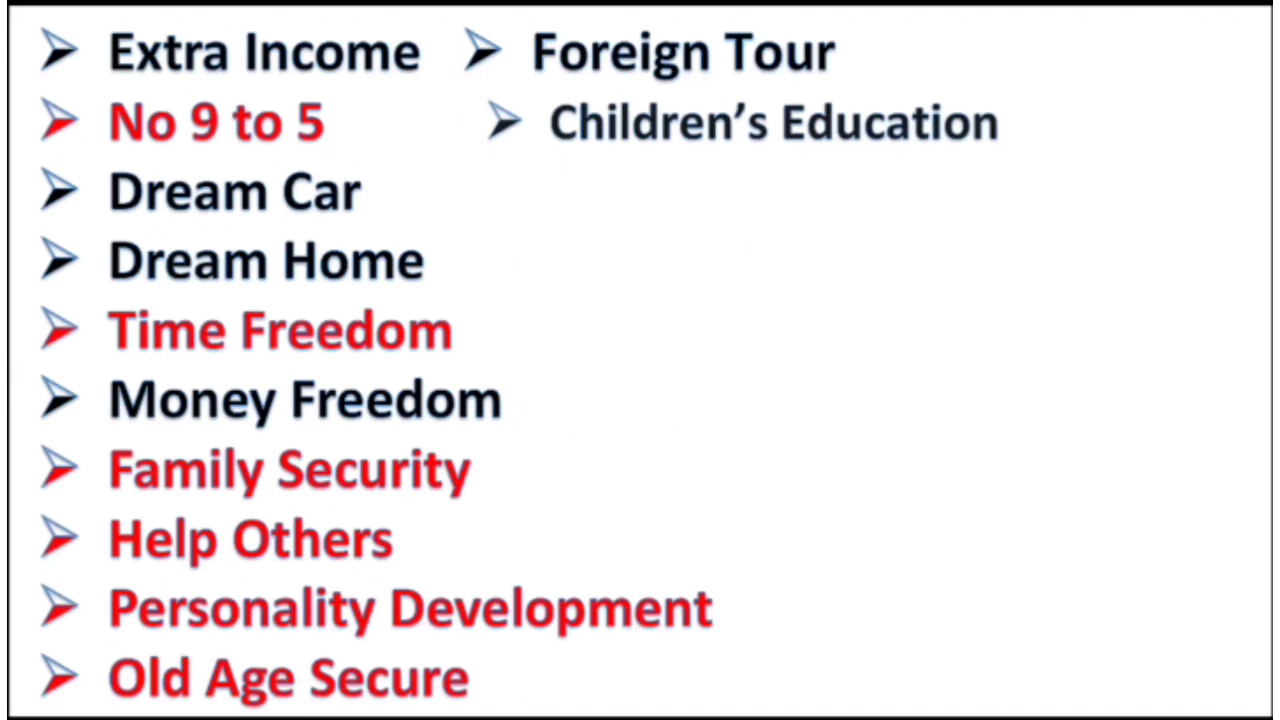 Extra Income Foreign Tour
No 9 to 5 Children’s Education
Dream Car
Dream Home
Time Freedom
Money Freedom
Family Security
Help Others
Personality Development
Old Age Secure